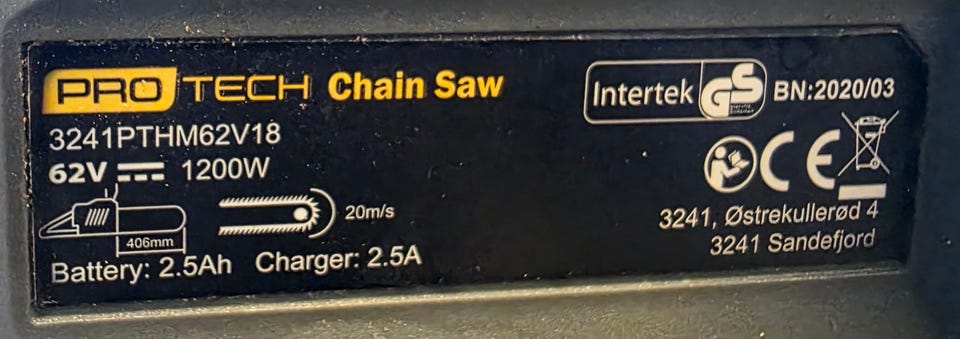 PRO TECH Chain Saw
3241PTHM62V18
62V 1200W
406mm
20m/s
Battery: 2.5Ah Charger: 2.5A
Intertek GS BN:2020/03
CE
3241, Østrekullerød 4
3241 Sandefjord